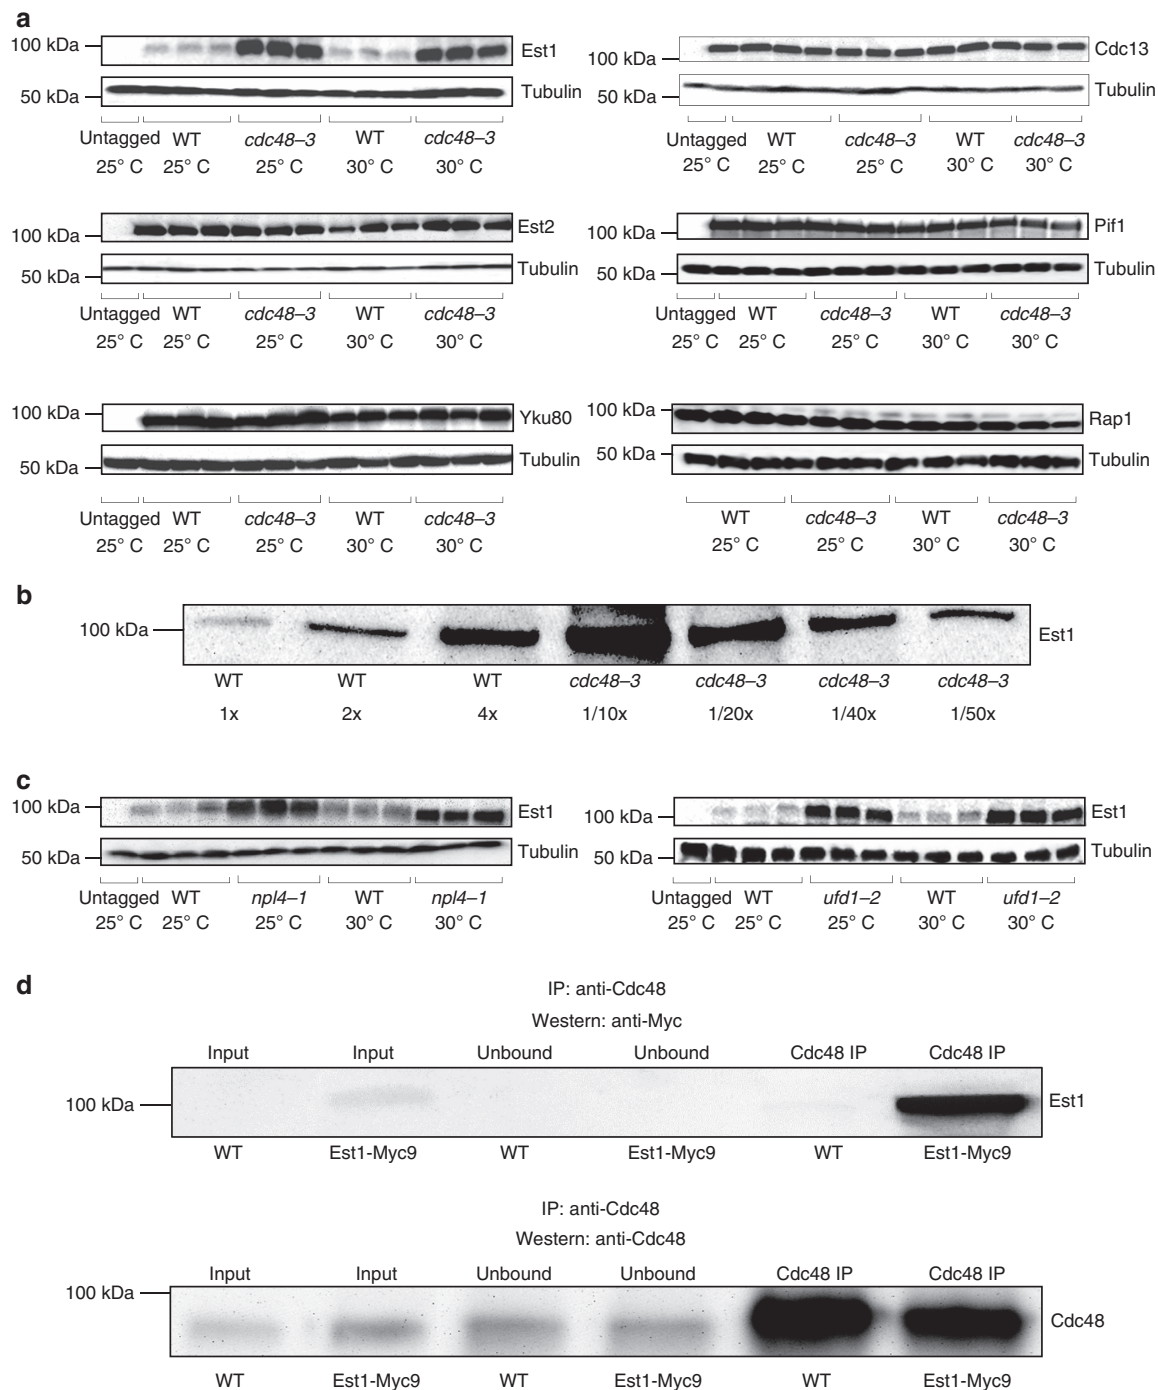 a
100 kDa Est1
50 kDa Tubulin
Untagged WT cdc48–3 WT cdc48–3
25° C 25° C 25° C 30° C 30° C
100 kDa Cdc13
50 kDa Tubulin
Untagged WT cdc48–3 WT cdc48–3
25° C 25° C 25° C 30° C 30° C
100 kDa Est2
50 kDa Tubulin
Untagged WT cdc48–3 WT cdc48–3
25° C 25° C 25° C 30° C 30° C
100 kDa Pif1
50 kDa Tubulin
Untagged WT cdc48–3 WT cdc48–3
25° C 25° C 25° C 30° C 30° C
100 kDa Yku80
50 kDa Tubulin
Untagged WT cdc48–3 WT cdc48–3
25° C 25° C 25° C 30° C 30° C
100 kDa Rap1
50 kDa Tubulin
WT cdc48–3 WT cdc48–3
25° C 25° C 30° C 30° C
b
100 kDa Est1
WT WT WT cdc48–3 cdc48–3 cdc48–3 cdc48–3
1x 2x 4x 1/10x 1/20x 1/40x 1/50x
c
100 kDa Est1
50 kDa Tubulin
Untagged WT npl4–1 WT npl4–1
25° C 25° C 25° C 30° C 30° C
100 kDa Est1
50 kDa Tubulin
Untagged WT ufd1–2 WT ufd1–2
25° C 25° C 25° C 30° C 30° C
d
IP: anti-Cdc48
Western: anti-Myc
Input Input Unbound Unbound Cdc48 IP Cdc48 IP
100 kDa Est1
WT Est1-Myc9 WT Est1-Myc9 WT Est1-Myc9
IP: anti-Cdc48
Western: anti-Cdc48
Input Input Unbound Unbound Cdc48 IP Cdc48 IP
100 kDa Cdc48
WT Est1-Myc9 WT Est1-Myc9 WT Est1-Myc9